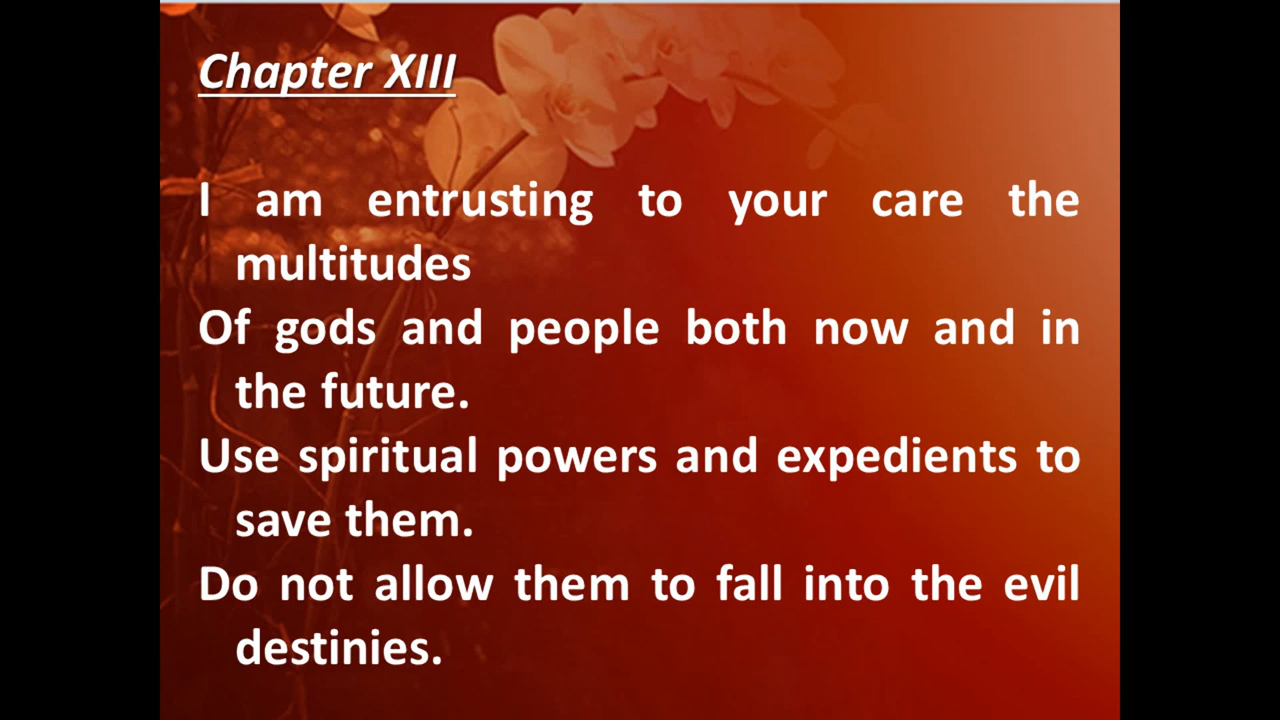 Chapter XIII
I am entrusting to your care the
multitudes
Of gods and people both now and in
the future.
Use spiritual powers and expedients to
save them.
Do not allow them to fall into the evil
destinies.